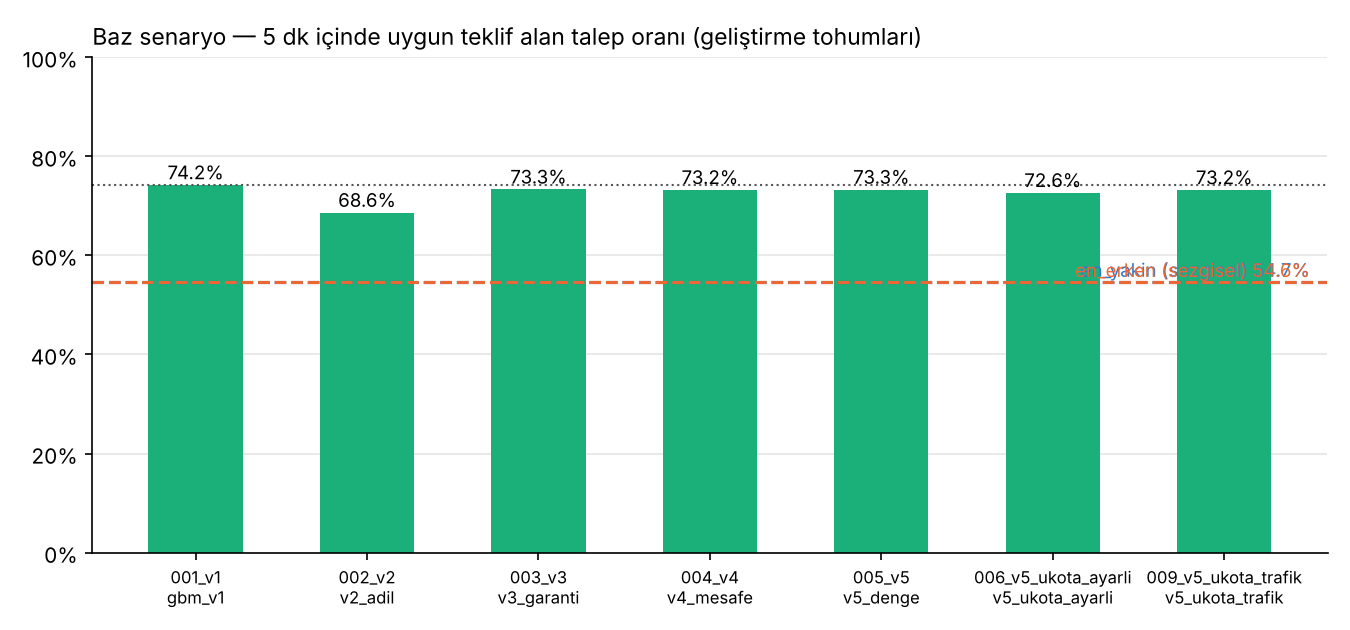 Baz senaryo — 5 dk içinde uygun teklif alan talep oranı (geliştirme tohumları)
100%
80%
60%
40%
20%
0%
74.2%
68.6%
73.3%
73.2%
73.3%
72.6%
73.2%
(sezgisel)
001_v1
gbm_v1
002_v2
v2_adil
003_v3
v3_garanti
004_v4
v4_mesafe
005_v5
v5_denge
006_v5_ukota_ayarli
v5_ukota_ayarli
009_v5_ukota_trafik
v5_ukota_trafik